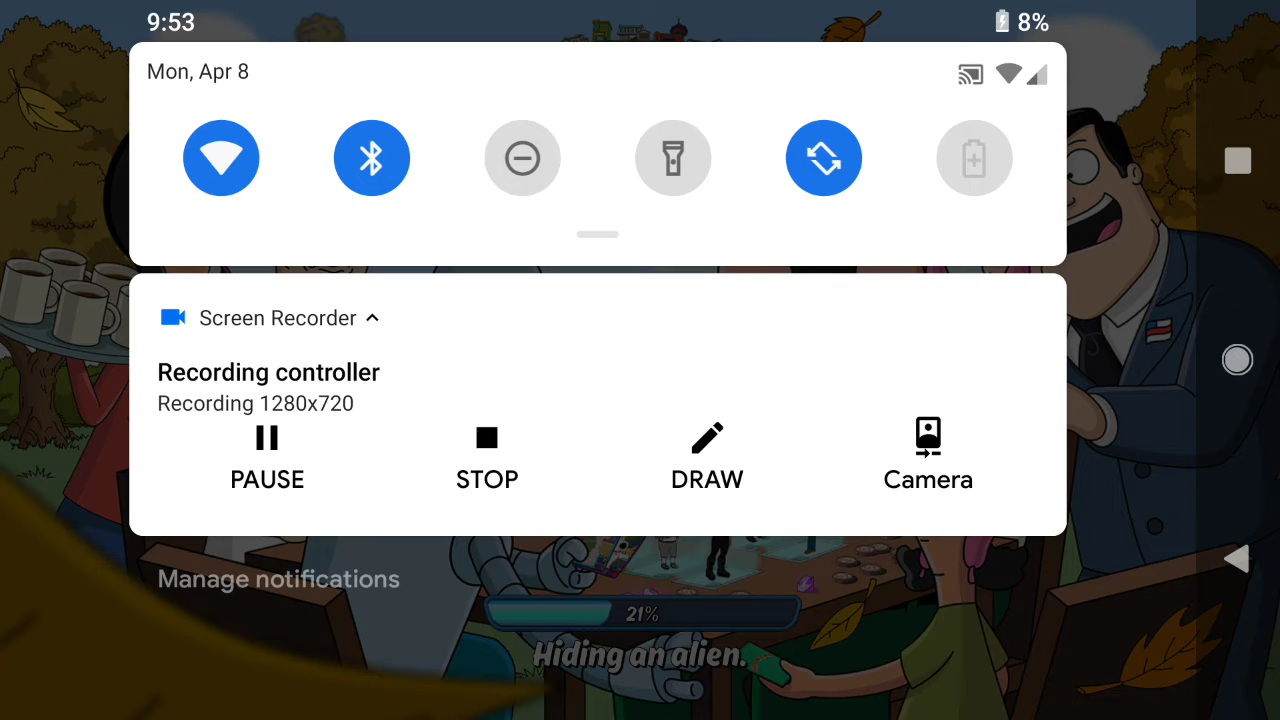 9:53
8%
Mon, Apr 8
Screen Recorder
Recording controller
Recording 1280x720
PAUSE
STOP
DRAW
Camera
Manage notifications
21%
Hiding an alien.